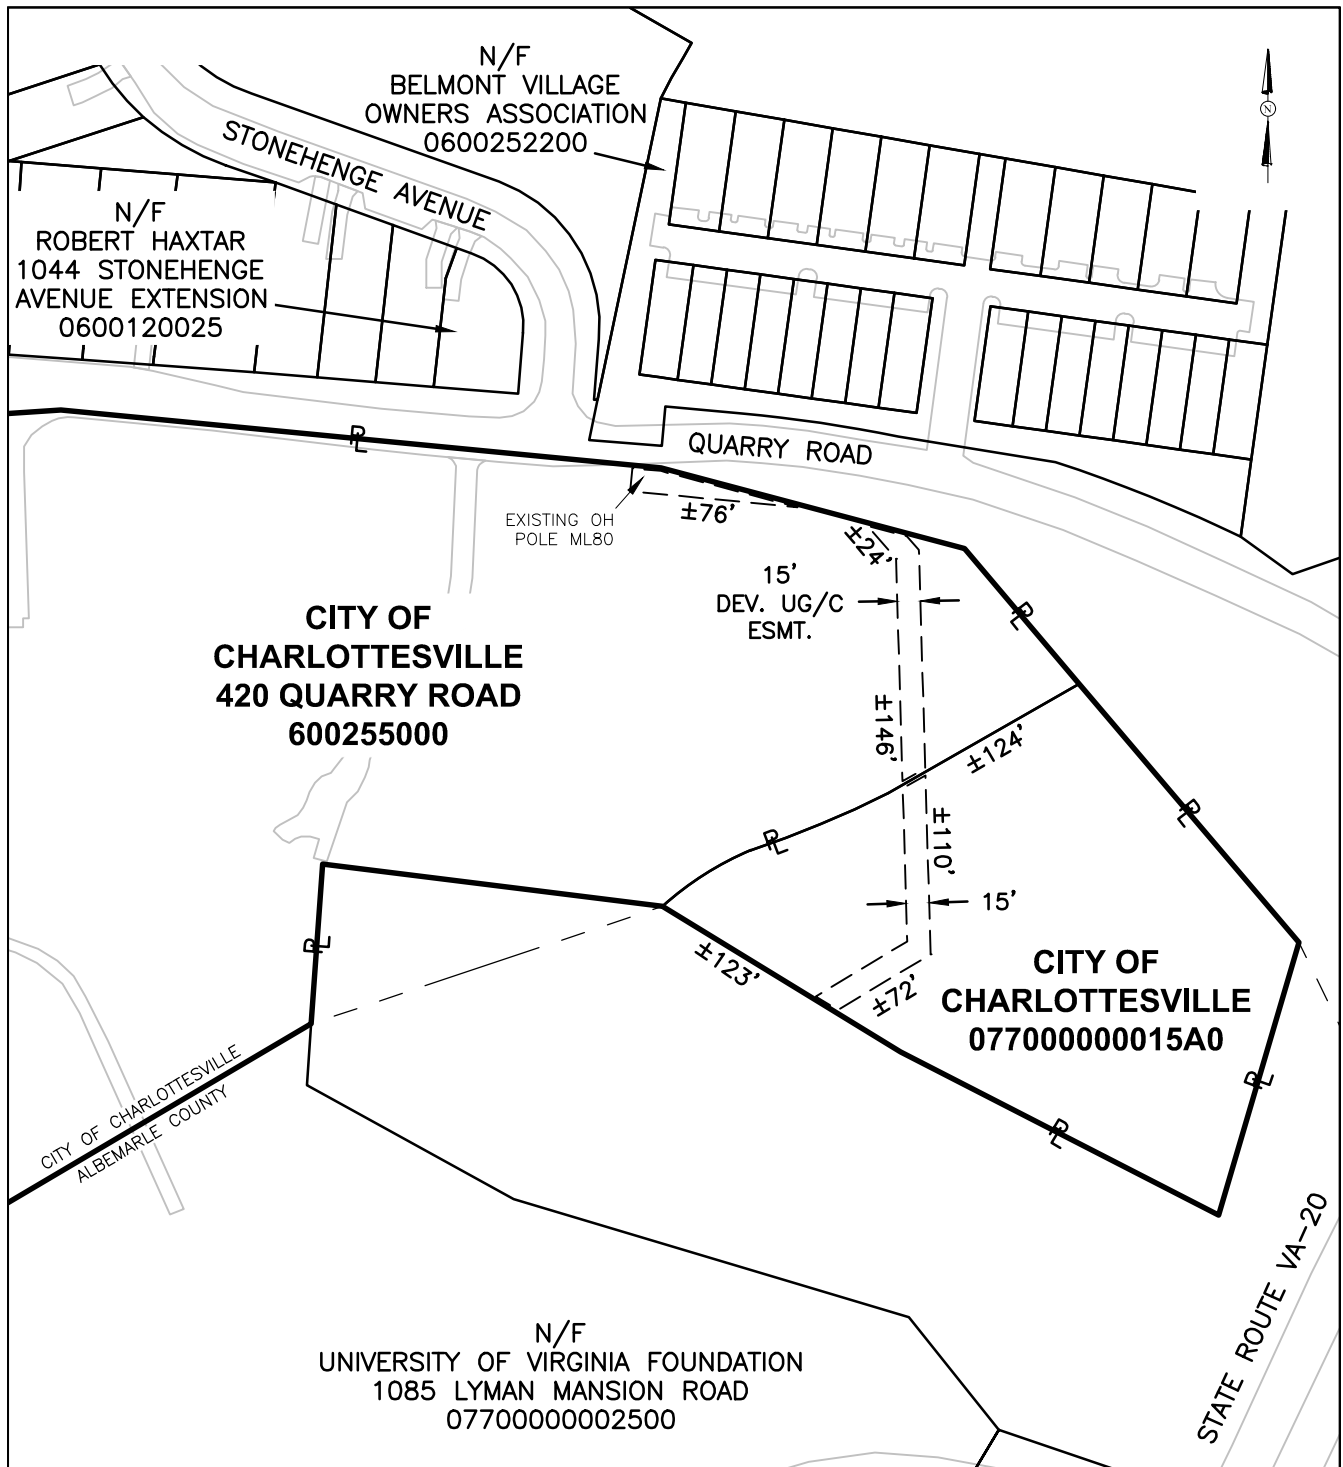 N/F
BELMONT VILLAGE
OWNERS ASSOCIATION
0600252200
STONEHENGE AVENUE
N/F
ROBERT HAXTAR
1044 STONEHENGE
AVENUE EXTENSION
0600120025
N
PL
QUARRY ROAD
EXISTING OH
POLE ML80
±76'
±24'
15'
DEV. UG/C
ESMT.
CITY OF
CHARLOTTESVILLE
420 QUARRY ROAD
600255000
PL
±146'
±124'
PL
PL
±110'
15'
PL
±123'
±72'
CITY OF
CHARLOTTESVILLE
077000000015A0
PL
PL
CITY OF CHARLOTTESVILLE
ALBEMARLE COUNTY
STATE ROUTE VA-20
N/F
UNIVERSITY OF VIRGINIA FOUNDATION
1085 LYMAN MANSION ROAD
07700000002500